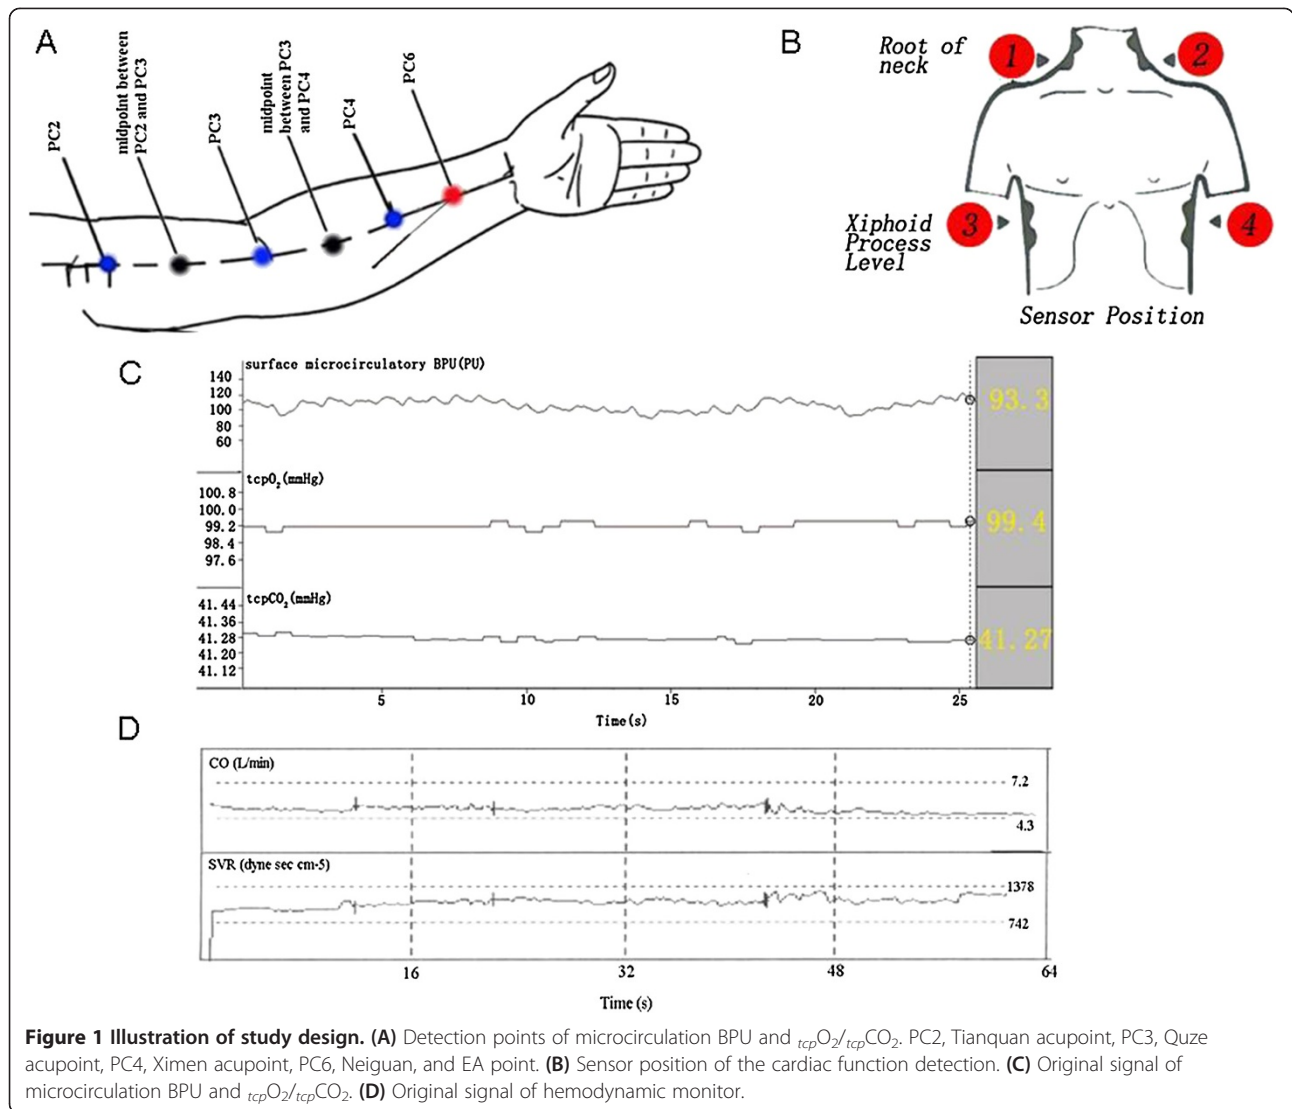 A
PC2
midpoint between
PC2 and PC3
PC3
midpoint
between PC3
and PC4
PC4
PC6
B
Root of
neck
1
2
3
4
Xiphoid
Process
Level
Sensor Position
C
surface microcirculatory BPU(PU)
140
120
100
80
60
93.3
tcpO₂(mmHg)
100.8
100.0
99.2
98.4
97.6
99.4
tcpCO₂(mmHg)
41.44
41.36
41.28
41.20
41.12
41.27
5
10
15
20
25
Time(s)
D
CO (L/min)
7.2
4.3
SVR (dyne sec cm-5)
1378
742
16
32
48
64
Time (s)
Figure 1 Illustration of study design. (A) Detection points of microcirculation BPU and tcpO₂/tcpCO₂. PC2, Tianquan acupoint, PC3, Quze
acupoint, PC4, Ximen acupoint, PC6, Neiguan, and EA point. (B) Sensor position of the cardiac function detection. (C) Original signal of
microcirculation BPU and tcpO₂/tcpCO₂. (D) Original signal of hemodynamic monitor.